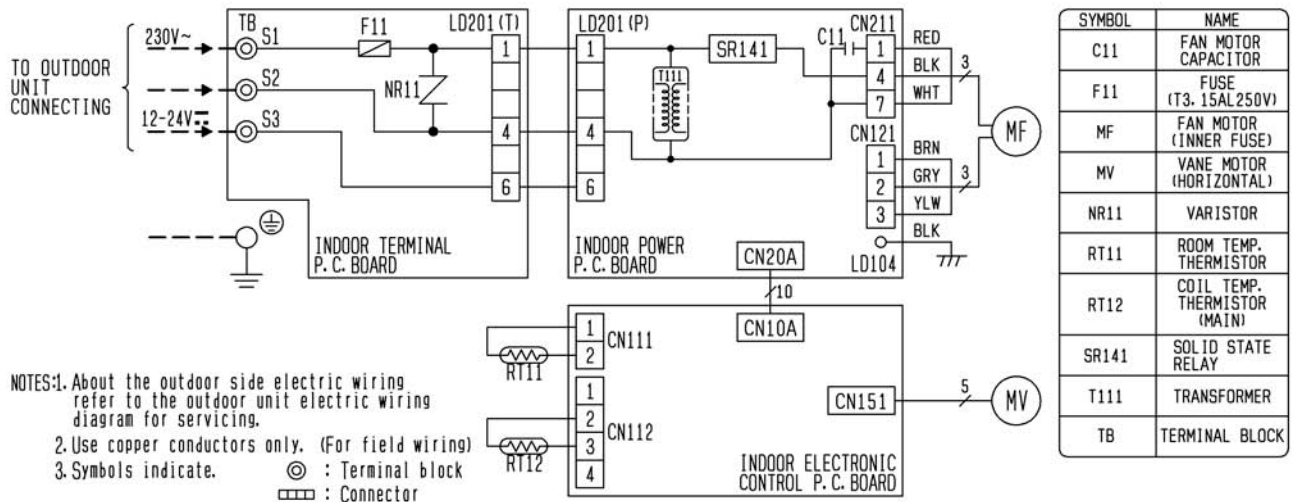 TO OUTDOOR
UNIT
CONNECTING
230V~
12-24V⎓
TB
S1
S2
S3
F11
NR11
LD201(T)
1
4
6
INDOOR TERMINAL
P.C.BOARD
LD201(P)
1
4
6
T111
SR141
C11
CN211
1
4
7
RED
BLK
WHT
3
CN121
1
2
3
BRN
GRY
YLW
3
MF
BLK
LD104
INDOOR POWER
P.C.BOARD
CN20A
10
CN10A
1
2
CN111
RT11
1
2
3
4
CN112
RT12
CN151
5
MV
INDOOR ELECTRONIC
CONTROL P.C.BOARD
NOTES:1. About the outdoor side electric wiring
refer to the outdoor unit electric wiring
diagram for servicing.
2. Use copper conductors only. (For field wiring)
3. Symbols indicate.
: Terminal block
: Connector
SYMBOL NAME
C11 FAN MOTOR
CAPACITOR
F11 FUSE
(T3.15AL250V)
MF FAN MOTOR
(INNER FUSE)
MV VANE MOTOR
(HORIZONTAL)
NR11 VARISTOR
RT11 ROOM TEMP.
THERMISTOR
RT12 COIL TEMP.
THERMISTOR
(MAIN)
SR141 SOLID STATE
RELAY
T111 TRANSFORMER
TB TERMINAL BLOCK